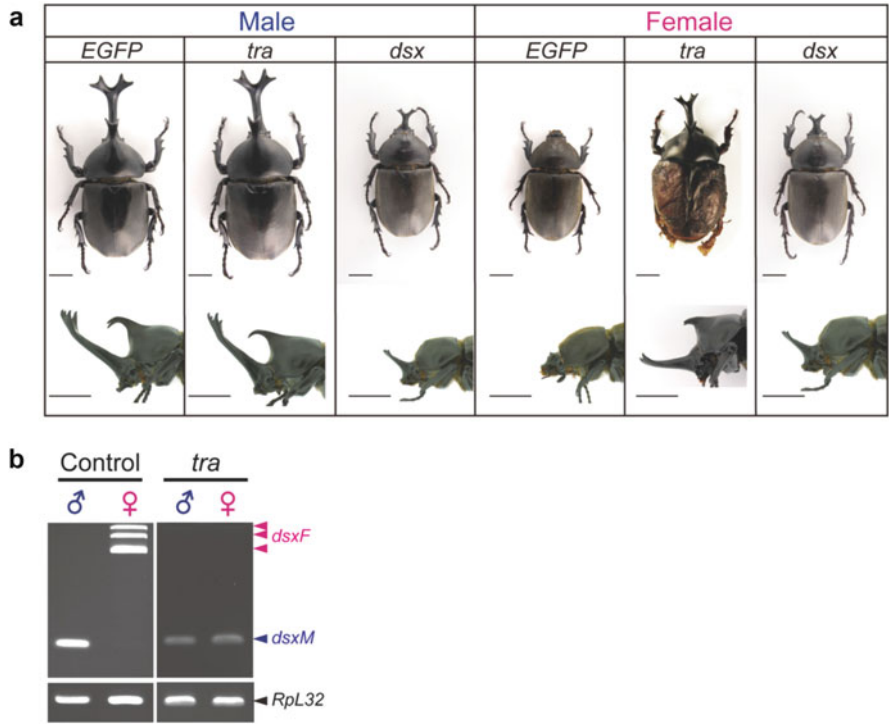 a
Male Female
EGFP tra dsx EGFP tra dsx
b
Control tra
♂ ♀ ♂ ♀
dsxF
dsxM
RpL32